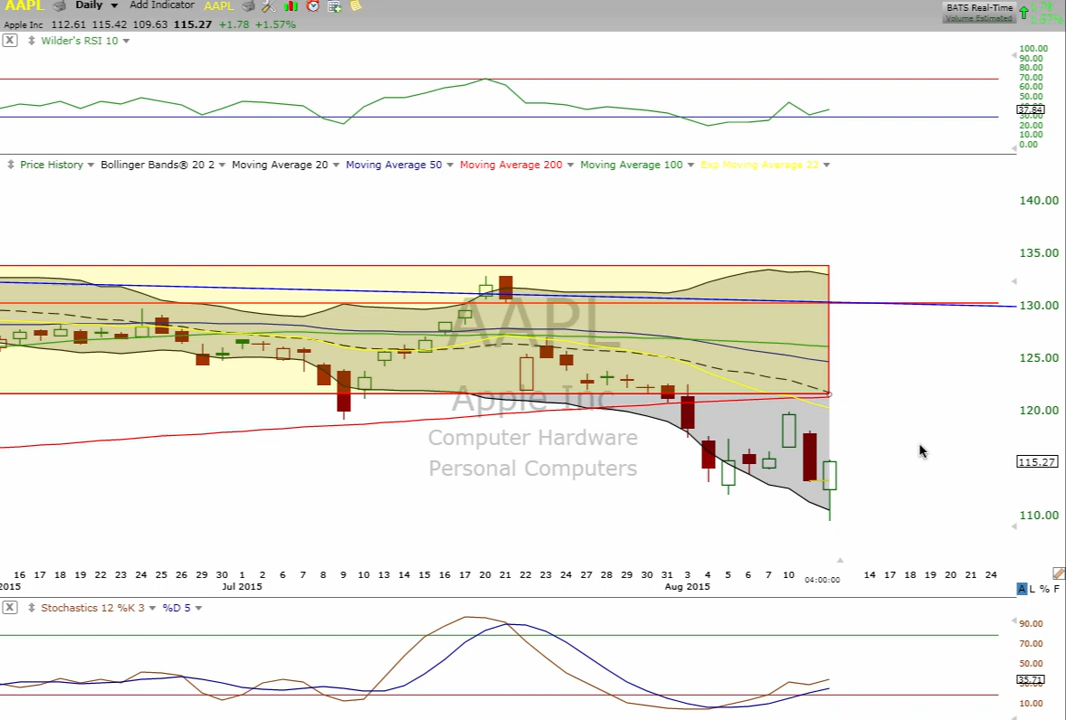 AAPL Daily Add Indicator AAPL BATS Real-Time
Apple Inc 112.61 115.42 109.63 115.27 +1.78 +1.57% Volume Estimated
X Wilder's RSI 10
100.00
90.00
80.00
70.00
60.00
50.00
37.64
20.00
10.00
0.00
Price History Bollinger Bands® 20 2 Moving Average 20 Moving Average 50 Moving Average 200 Moving Average 100 Exp Moving Average 22
140.00
135.00
130.00
125.00
120.00
115.27
110.00
AAPL
Apple Inc
Computer Hardware
Personal Computers
16 17 18 19 22 23 24 25 26 29 30 1 2 6 7 8 9 10 13 14 15 16 17 20 21 22 23 24 27 28 29 30 31 3 4 5 6 7 10 04:00:00 14 17 18 19 20 21 24
2015 Jul 2015 Aug 2015
A L % F
X Stochastics 12 %K 3 %D 5
90.00
70.00
50.00
35.71
10.00